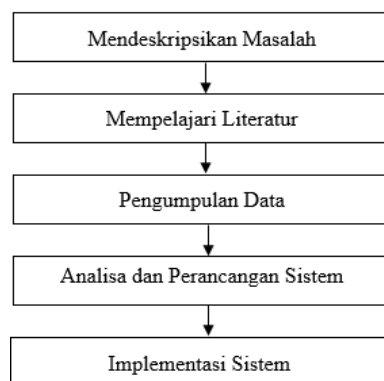 Mendeskripsikan Masalah
Mempelajari Literatur
Pengumpulan Data
Analisa dan Perancangan Sistem
Implementasi Sistem